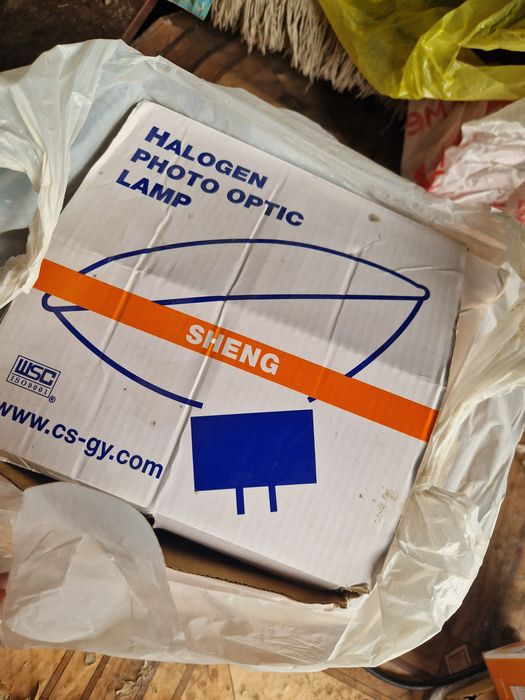 HALOGEN
PHOTO OPTIC
LAMP
SHENG
WSC
ISO9001
®
www.cs-gy.com